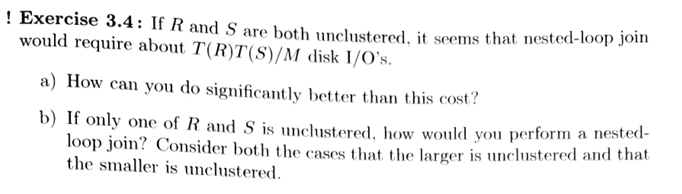 ! Exercise 3.4: If R and S are both unclustered, it seems that nested-loop join
would require about T(R)T(S)/M disk I/O's.
a) How can you do significantly better than this cost?
b) If only one of R and S is unclustered, how would you perform a nested-
loop join? Consider both the cases that the larger is unclustered and that
the smaller is unclustered.